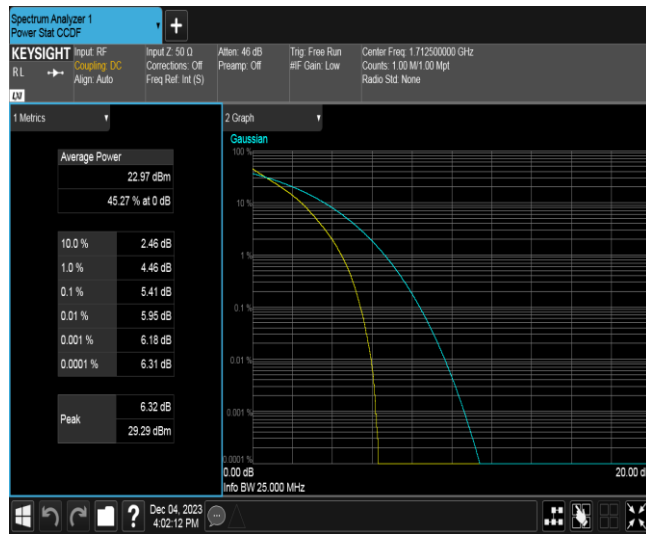 Spectrum Analyzer 1
Power Stat CCDF
+
KEYSIGHT
RL
LXI
Input: RF
Coupling: DC
Align: Auto
Input Z: 50 Ω
Corrections: Off
Freq Ref: Int (S)
Atten: 46 dB
Preamp: Off
Trig: Free Run
#IF Gain: Low
Center Freq: 1.712500000 GHz
Counts: 1.00 M/1.00 Mpt
Radio Std: None
1 Metrics
Average Power
22.97 dBm
45.27 % at 0 dB
10.0 % 2.46 dB
1.0 % 4.46 dB
0.1 % 5.41 dB
0.01 % 5.95 dB
0.001 % 6.18 dB
0.0001 % 6.31 dB
Peak
6.32 dB
29.29 dBm
2 Graph
Gaussian
100 %
10 %
1 %
0.1 %
0.01 %
0.001 %
0.0001 %
0.00 dB
20.00 d
Info BW 25.000 MHz
?
Dec 04, 2023
4:02:12 PM